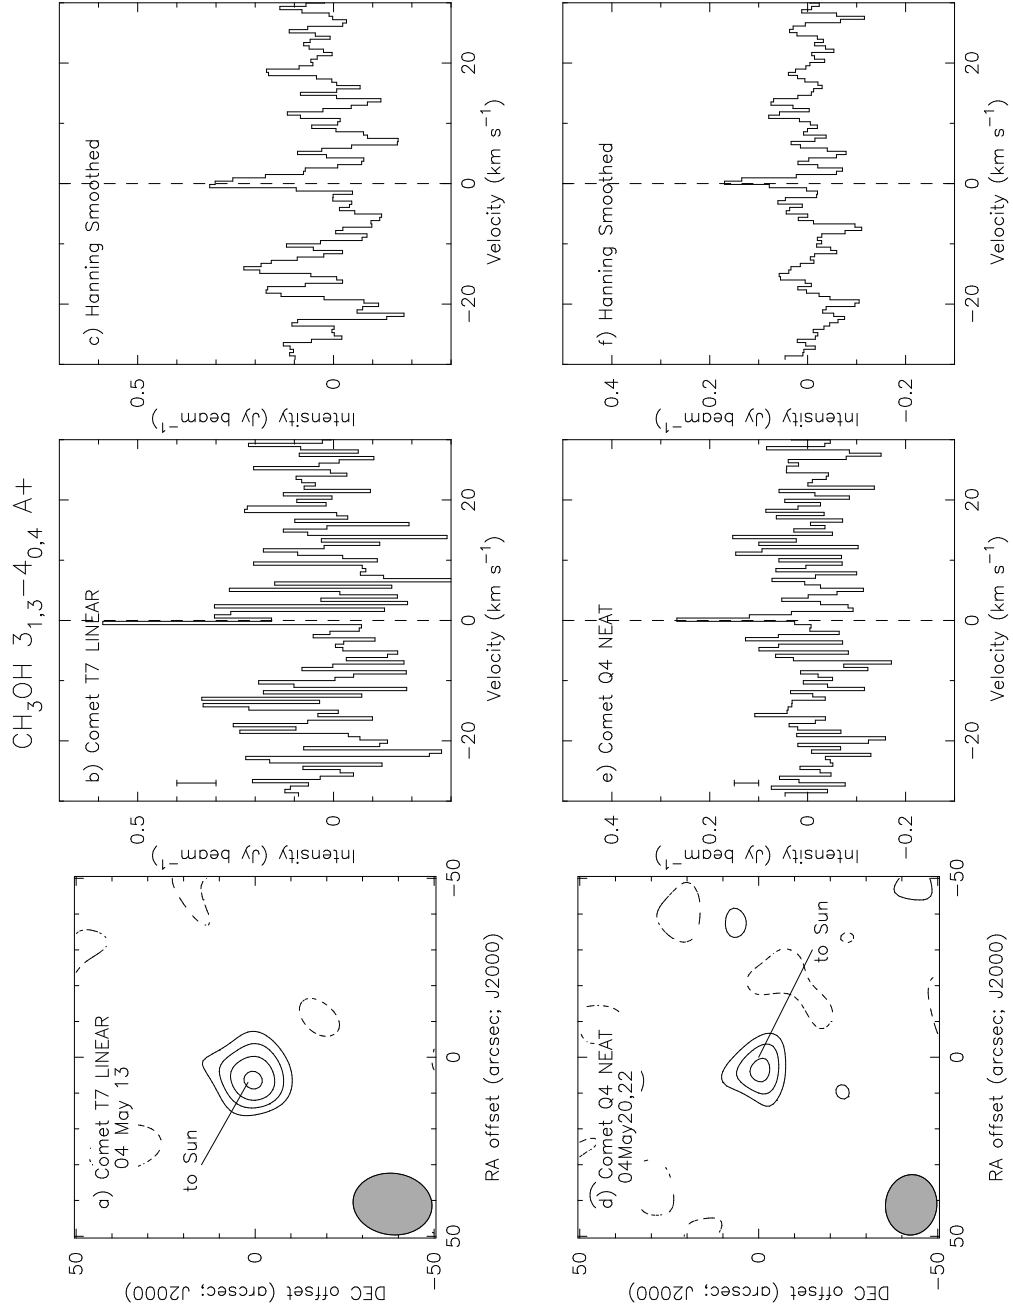 CH₃OH 3₁,₃−4₀,₄ A+
a) Comet T7 LINEAR
04 May 13
to Sun
50
0
−50
DEC offset (arcsec; J2000)
50
0
−50
RA offset (arcsec; J2000)
b) Comet T7 LINEAR
0.5
0
Intensity (Jy beam⁻¹)
−20
0
20
Velocity (km s⁻¹)
c) Hanning Smoothed
0.5
0
Intensity (Jy beam⁻¹)
−20
0
20
Velocity (km s⁻¹)
d) Comet Q4 NEAT
04May20,22
to Sun
50
0
−50
DEC offset (arcsec; J2000)
50
0
−50
RA offset (arcsec; J2000)
e) Comet Q4 NEAT
0.4
0.2
0
−0.2
Intensity (Jy beam⁻¹)
−20
0
20
Velocity (km s⁻¹)
f) Hanning Smoothed
0.4
0.2
0
−0.2
Intensity (Jy beam⁻¹)
−20
0
20
Velocity (km s⁻¹)